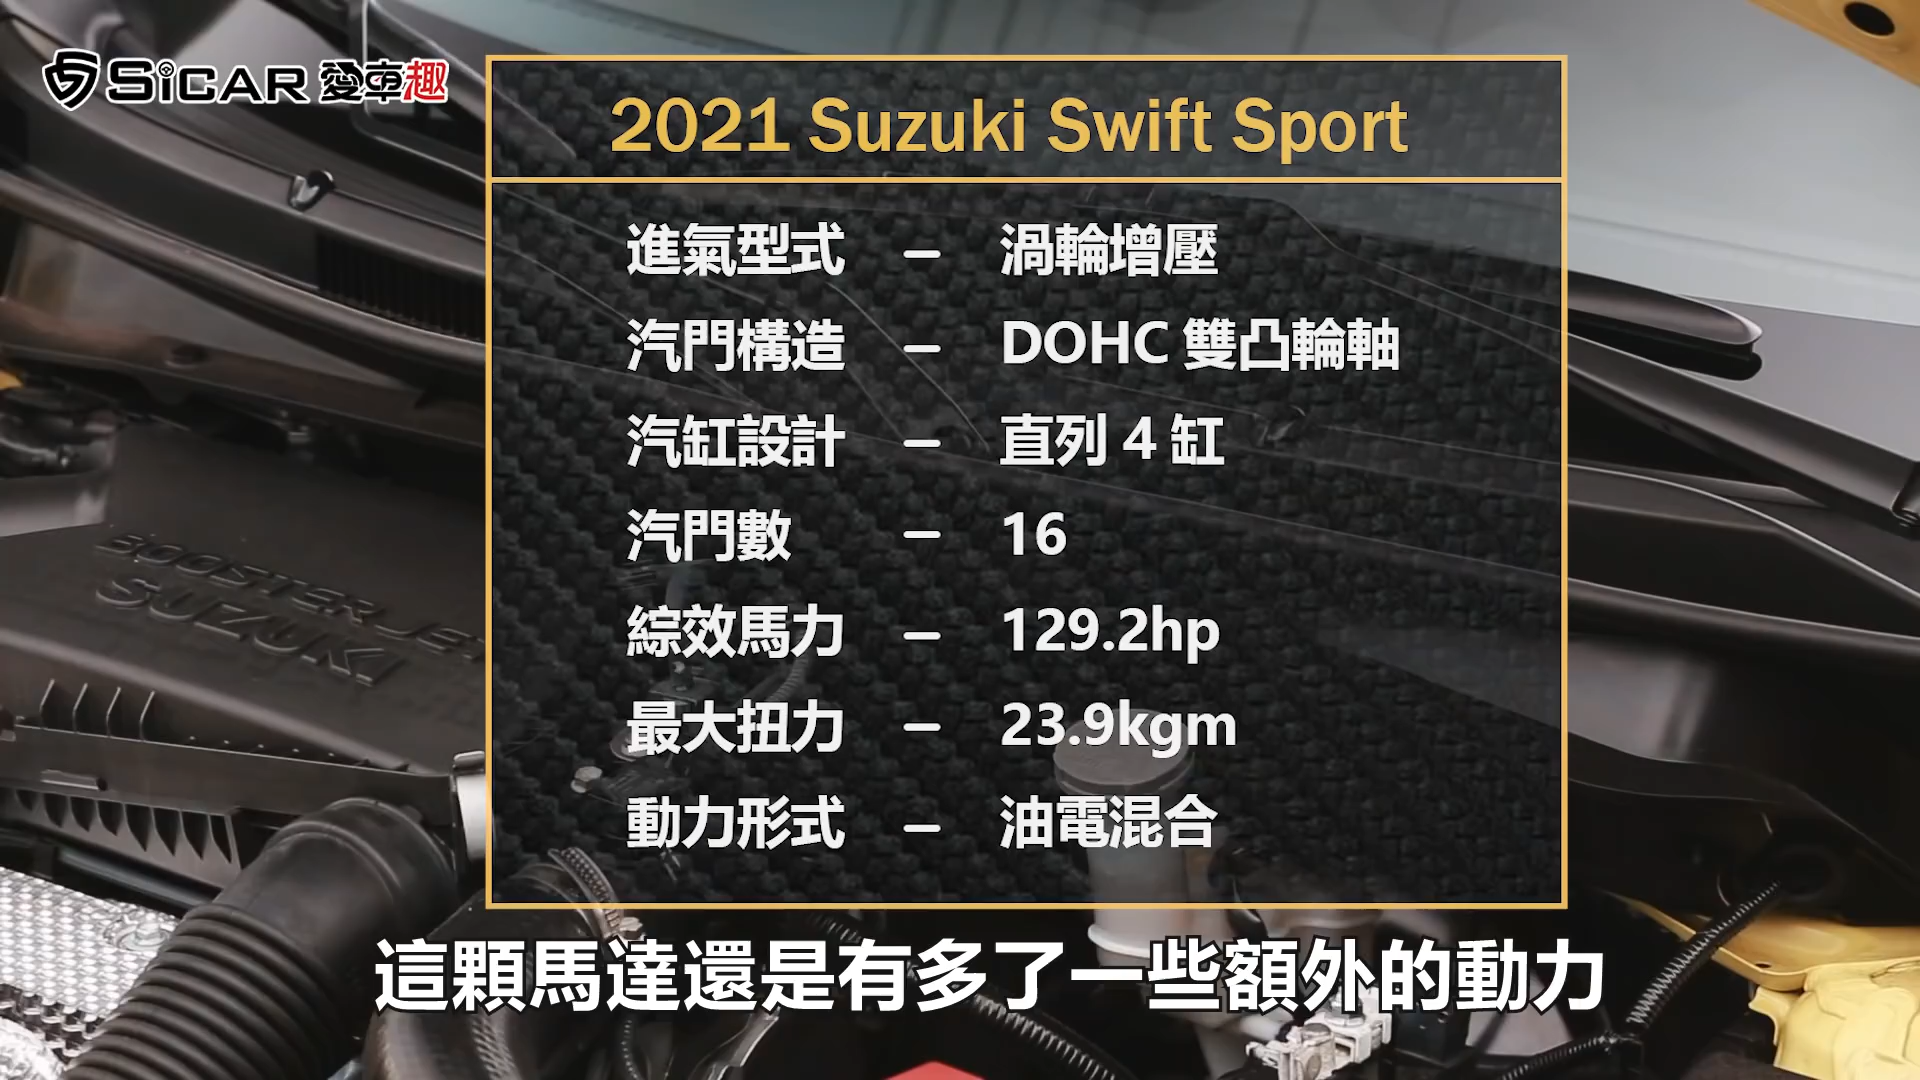 SiCAR 愛車趣
2021 Suzuki Swift Sport
進氣型式 – 渦輪增壓
汽門構造 – DOHC 雙凸輪軸
汽缸設計 – 直列 4 缸
汽門數 – 16
綜效馬力 – 129.2hp
最大扭力 – 23.9kgm
動力形式 – 油電混合
BOOSTERJET
SUZUKI
這顆馬達還是有多了一些額外的動力